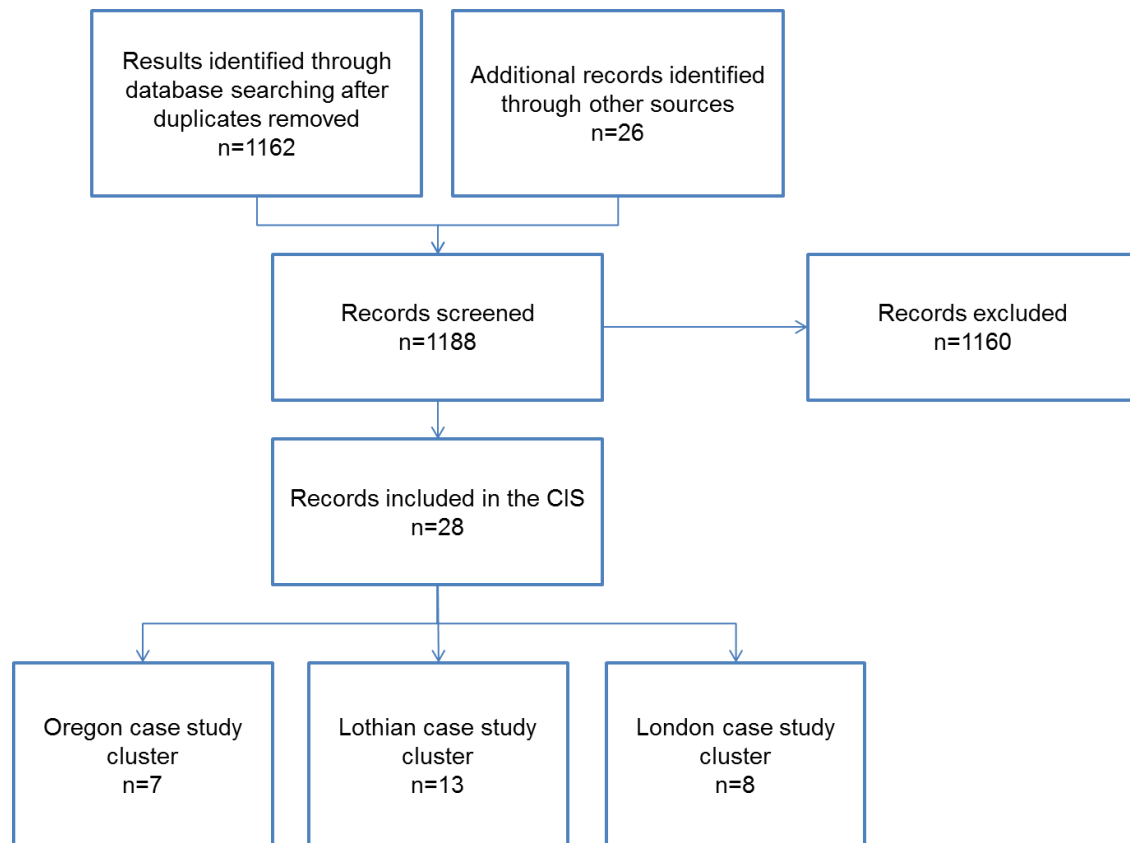 Results identified through
database searching after
duplicates removed
n=1162
Additional records identified
through other sources
n=26
Records screened
n=1188
Records excluded
n=1160
Records included in the CIS
n=28
Oregon case study
cluster
n=7
Lothian case study
cluster
n=13
London case study
cluster
n=8